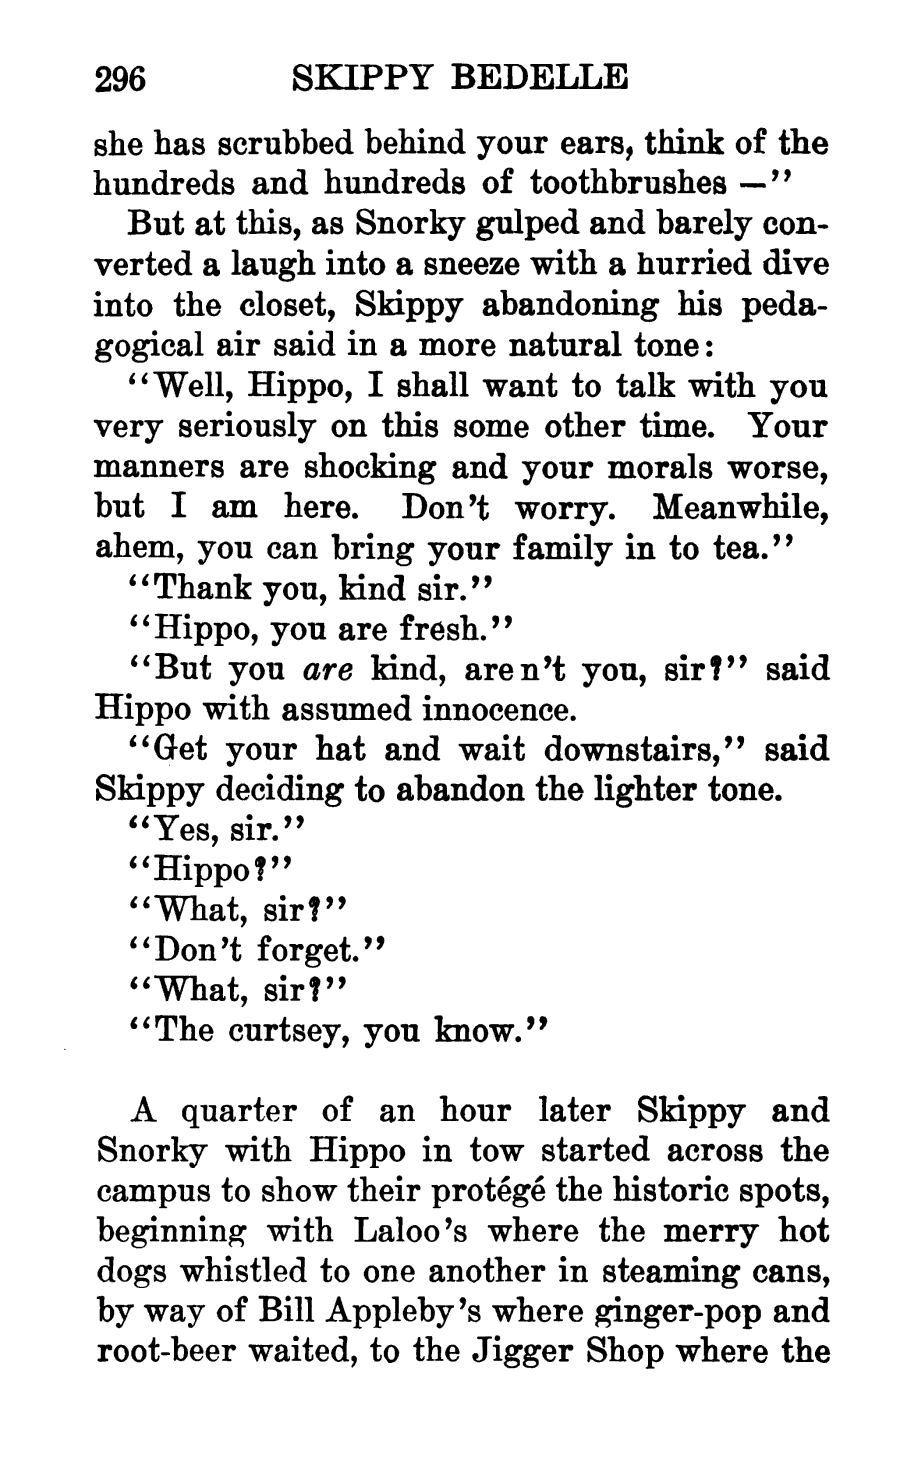 296 SKIPPY BEDELLE
she has scrubbed behind your ears, think of the
hundreds and hundreds of toothbrushes —”
But at this, as Snorky gulped and barely con-
verted a laugh into a sneeze with a hurried dive
into the closet, Skippy abandoning his peda-
gogical air said in a more natural tone:
“Well, Hippo, I shall want to talk with you
very seriously on this some other time. Your
manners are shocking and your morals worse,
but I am here. Don’t worry. Meanwhile,
ahem, you can bring your family in to tea.”
“Thank you, kind sir.”
“Hippo, you are fresh.”
“But you are kind, aren’t you, sir?” said
Hippo with assumed innocence.
“Get your hat and wait downstairs,” said
Skippy deciding to abandon the lighter tone.
“Yes, sir.”
“Hippo?”
“What, sir?”
“Don’t forget.”
“What, sir?”
“The curtsey, you know.”
A quarter of an hour later Skippy and
Snorky with Hippo in tow started across the
campus to show their protégé the historic spots,
beginning with Laloo’s where the merry hot
dogs whistled to one another in steaming cans,
by way of Bill Appleby’s where ginger-pop and
root-beer waited, to the Jigger Shop where the